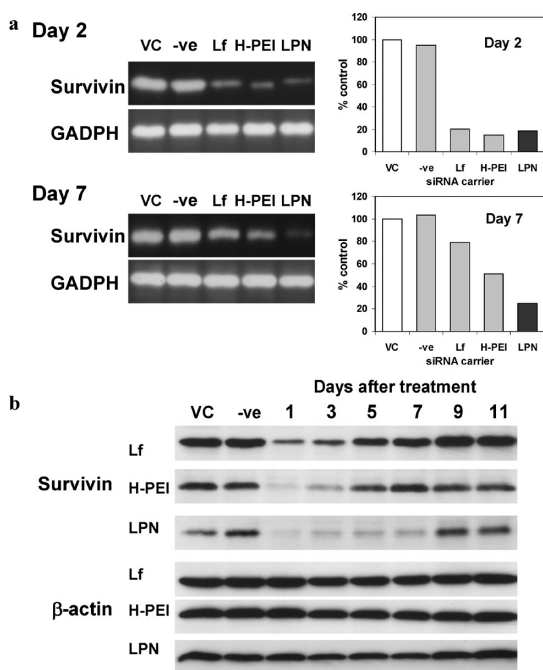 a
Day 2
VC -ve Lf H-PEI LPN
Survivin
GADPH
Day 2
% control
120
100
80
60
40
20
0
VC -ve Lf H-PEI LPN
siRNA carrier
Day 7
VC -ve Lf H-PEI LPN
Survivin
GADPH
Day 7
% control
120
100
80
60
40
20
0
VC -ve Lf H-PEI LPN
siRNA carrier
b
Days after treatment
VC -ve 1 3 5 7 9 11
Survivin
Lf
H-PEI
LPN
β-actin
Lf
H-PEI
LPN